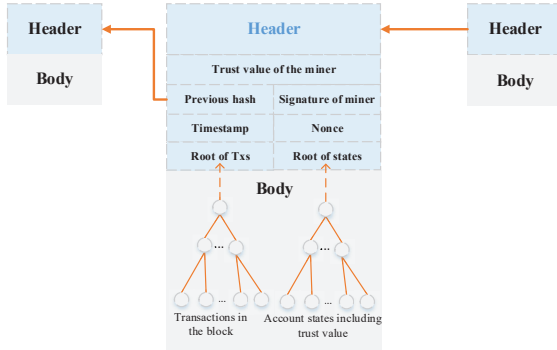 Header
Body
Header
Trust value of the miner
Previous hash
Signature of miner
Timestamp
Nonce
Root of Txs
Root of states
Body
...
...
...
...
Transactions in
the block
Account states including
trust value
Header
Body